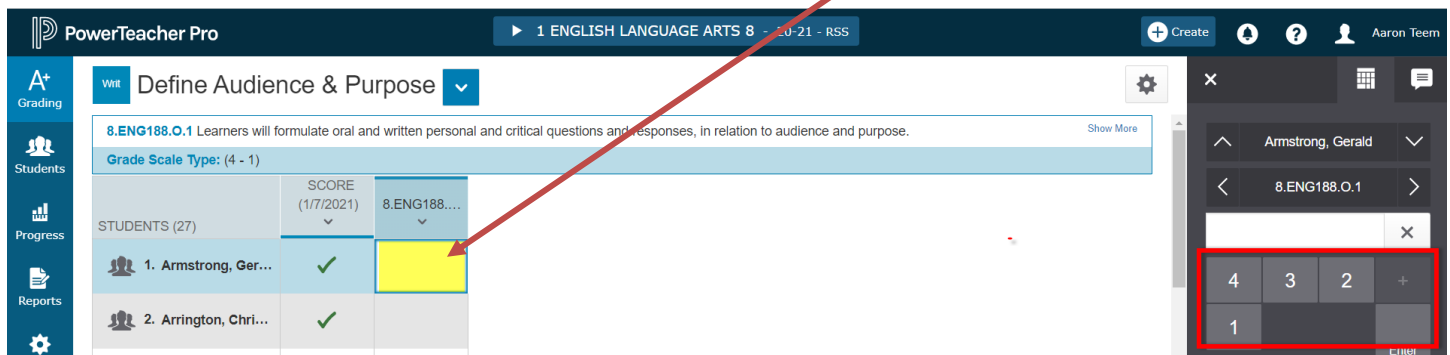 PowerTeacher Pro
1 ENGLISH LANGUAGE ARTS 8 - 20-21 - RSS
+ Create
?
Aaron Teem
A+
Grading
Students
Progress
Reports
Writ
Define Audience & Purpose
8.ENG188.O.1 Learners will formulate oral and written personal and critical questions and responses, in relation to audience and purpose.
Show More
Grade Scale Type: (4 - 1)
STUDENTS (27)
SCORE
(1/7/2021)
8.ENG188....
1. Armstrong, Ger...
2. Arrington, Chri...
Armstrong, Gerald
8.ENG188.O.1
4 3 2 +
1
Enter